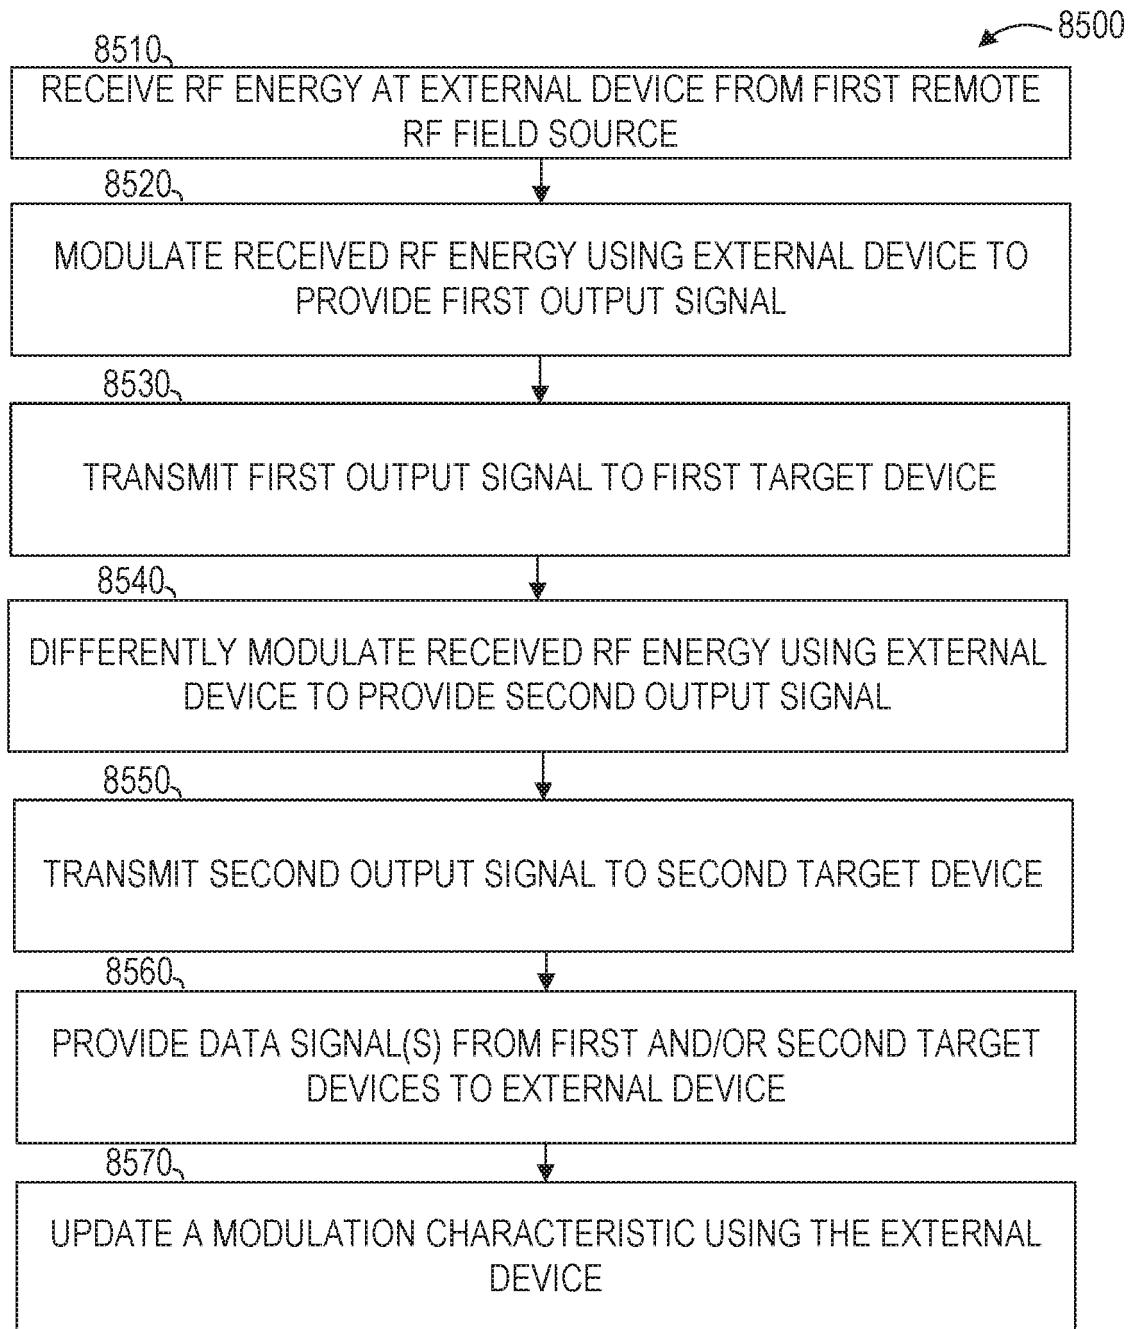 8500
8510
RECEIVE RF ENERGY AT EXTERNAL DEVICE FROM FIRST REMOTE
RF FIELD SOURCE
8520
MODULATE RECEIVED RF ENERGY USING EXTERNAL DEVICE TO
PROVIDE FIRST OUTPUT SIGNAL
8530
TRANSMIT FIRST OUTPUT SIGNAL TO FIRST TARGET DEVICE
8540
DIFFERENTLY MODULATE RECEIVED RF ENERGY USING EXTERNAL
DEVICE TO PROVIDE SECOND OUTPUT SIGNAL
8550
TRANSMIT SECOND OUTPUT SIGNAL TO SECOND TARGET DEVICE
8560
PROVIDE DATA SIGNAL(S) FROM FIRST AND/OR SECOND TARGET
DEVICES TO EXTERNAL DEVICE
8570
UPDATE A MODULATION CHARACTERISTIC USING THE EXTERNAL
DEVICE